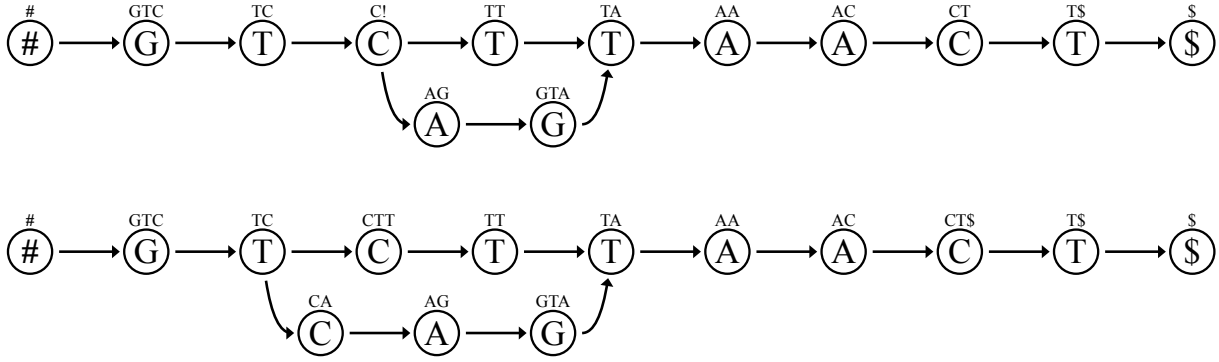 # GTC TC C! TT TA AA AC CT T$ $
# G T C T T A A C T $
AG GTA
A G
# GTC TC CTT TT TA AA AC CT$ T$ $
# G T C T T A A C T $
CA AG GTA
C A G